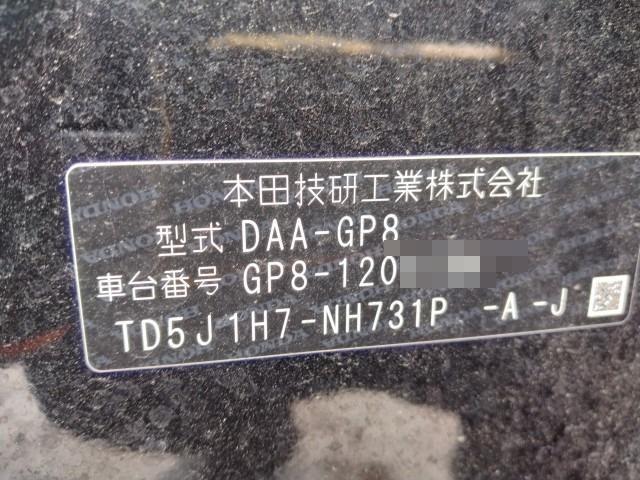 本田技研工業株式会社
型式 DAA-GP8
車台番号 GP8-120
TD5J1H7-NH731P -A -J